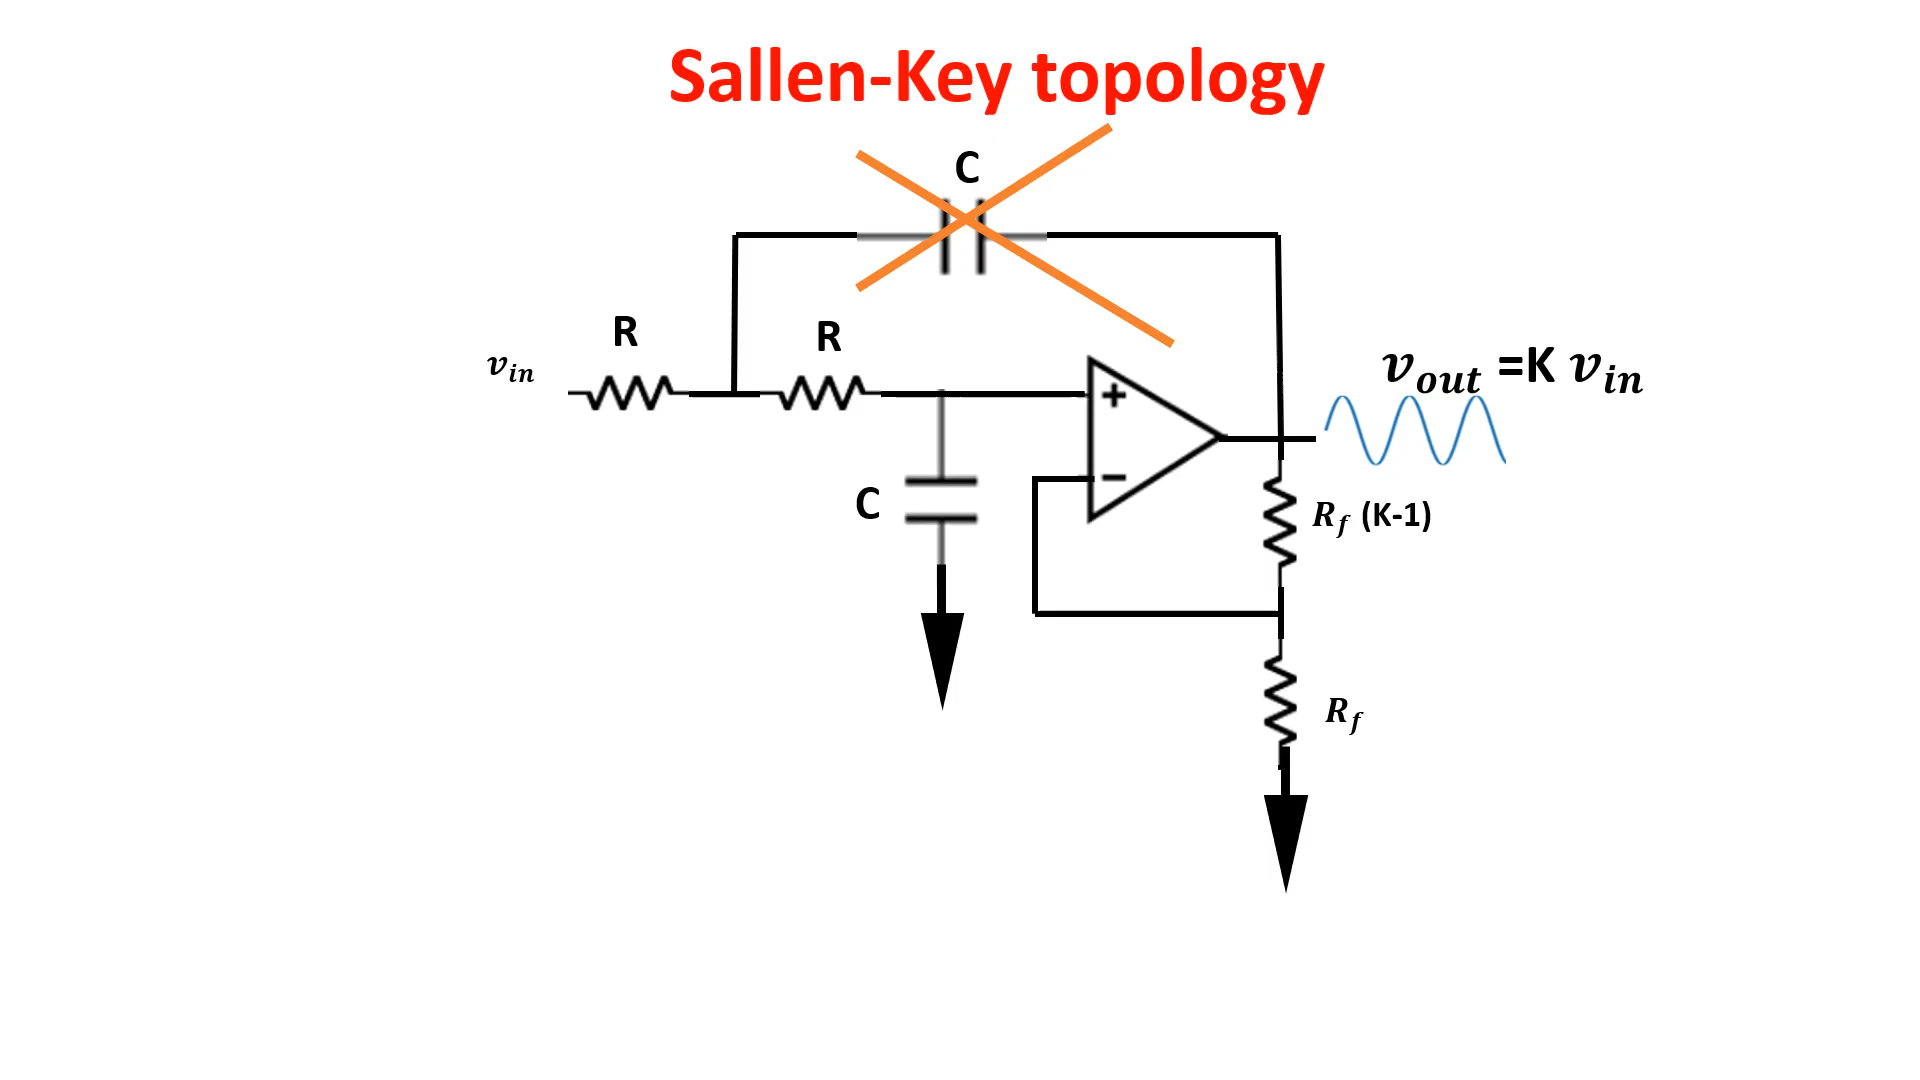 Sallen-Key topology
C
R
R
v_in
v_out =K v_in
+
−
C
R_f (K-1)
R_f